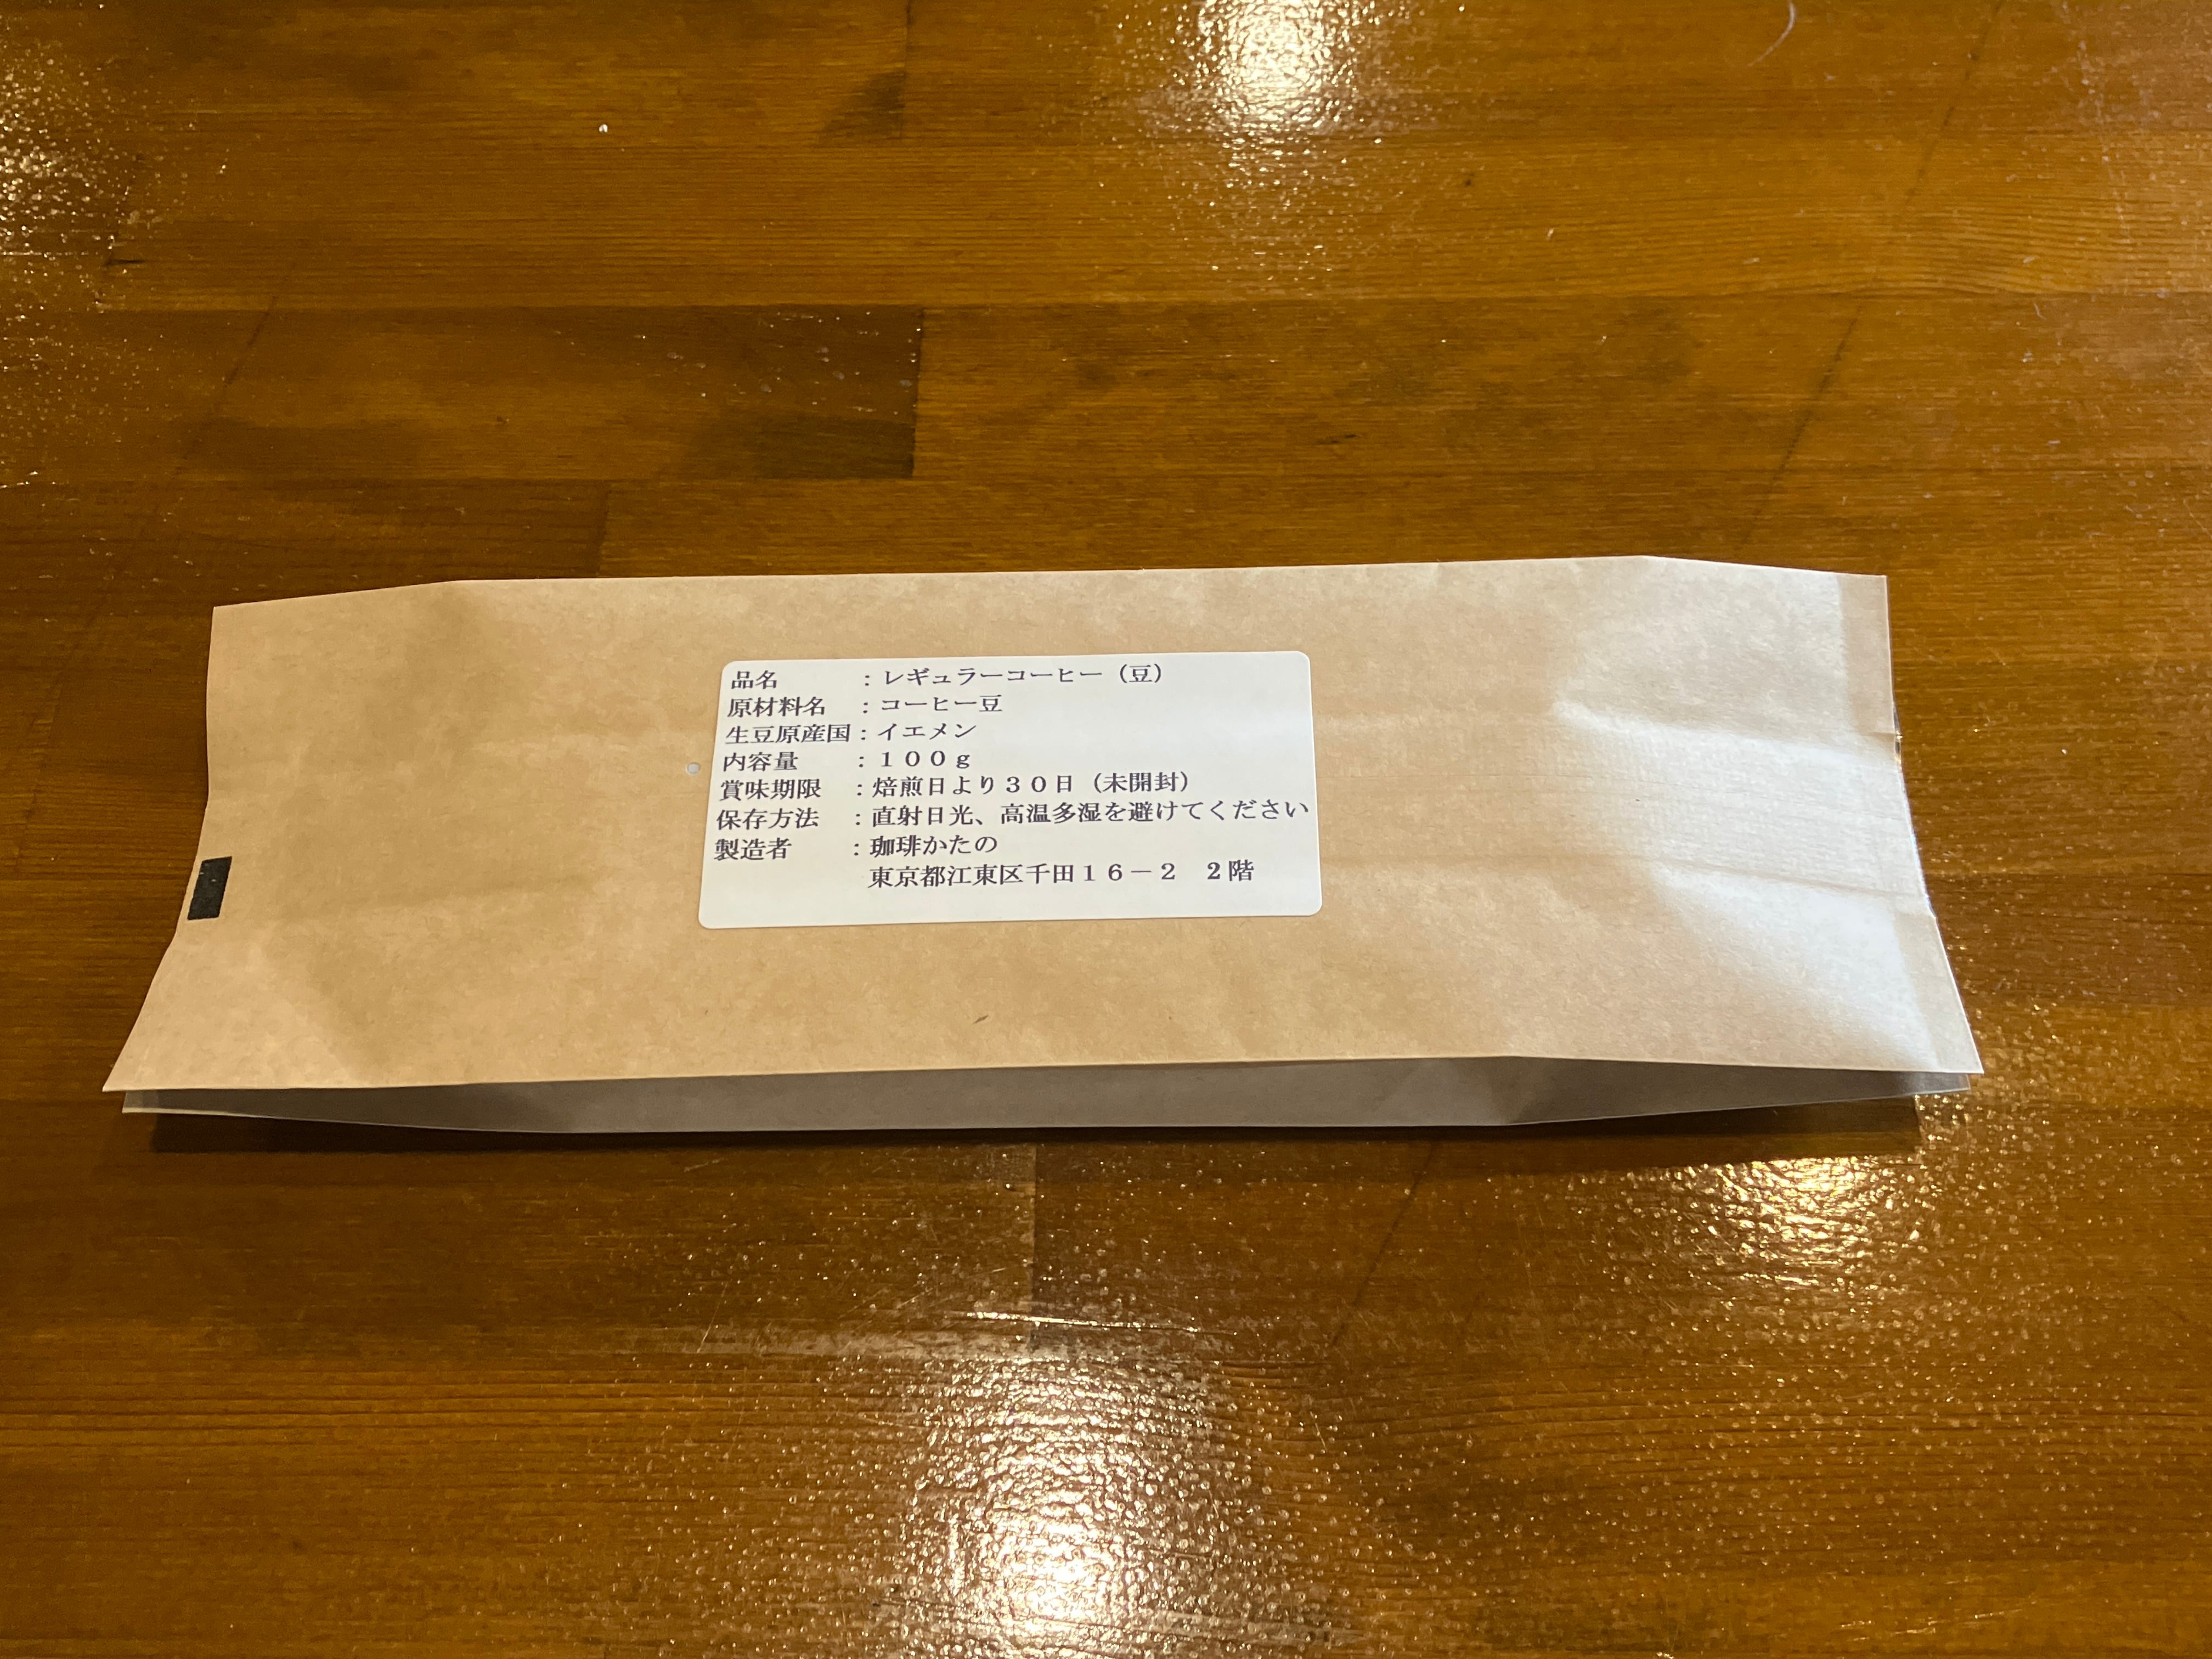 品名　　　：レギュラーコーヒー（豆）
原材料名　：コーヒー豆
生豆原産国：イエメン
内容量　　：１００ｇ
賞味期限　：焙煎日より３０日（未開封）
保存方法　：直射日光、高温多湿を避けてください
製造者　　：珈琲かたの
東京都江東区千田１６－２　２階